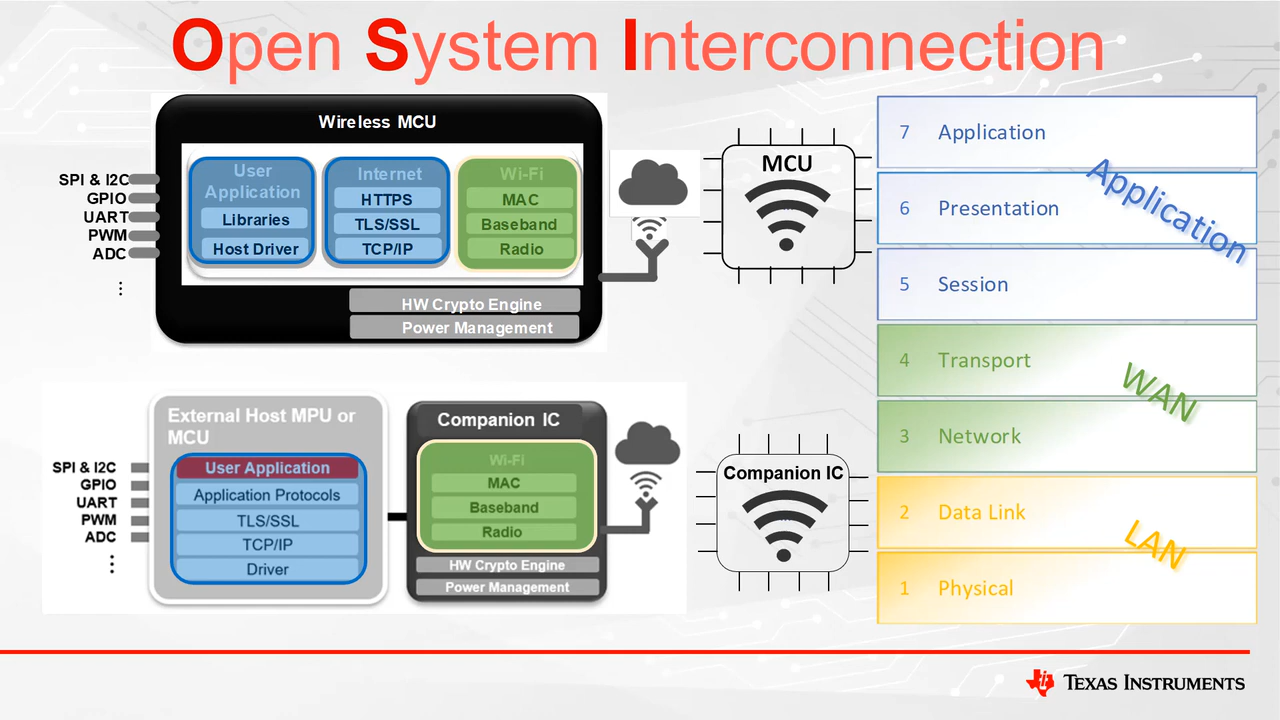 Open System Interconnection
Wireless MCU
SPI & I2C
GPIO
UART
PWM
ADC
User
Application
Libraries
Host Driver
Internet
HTTPS
TLS/SSL
TCP/IP
Wi-Fi
MAC
Baseband
Radio
HW Crypto Engine
Power Management
MCU
External Host MPU or
MCU
SPI & I2C
GPIO
UART
PWM
ADC
User Application
Application Protocols
TLS/SSL
TCP/IP
Driver
Companion IC
Wi-Fi
MAC
Baseband
Radio
HW Crypto Engine
Power Management
Companion IC
7 Application
6 Presentation
5 Session
Application
4 Transport
3 Network
WAN
2 Data Link
1 Physical
LAN
TEXAS INSTRUMENTS